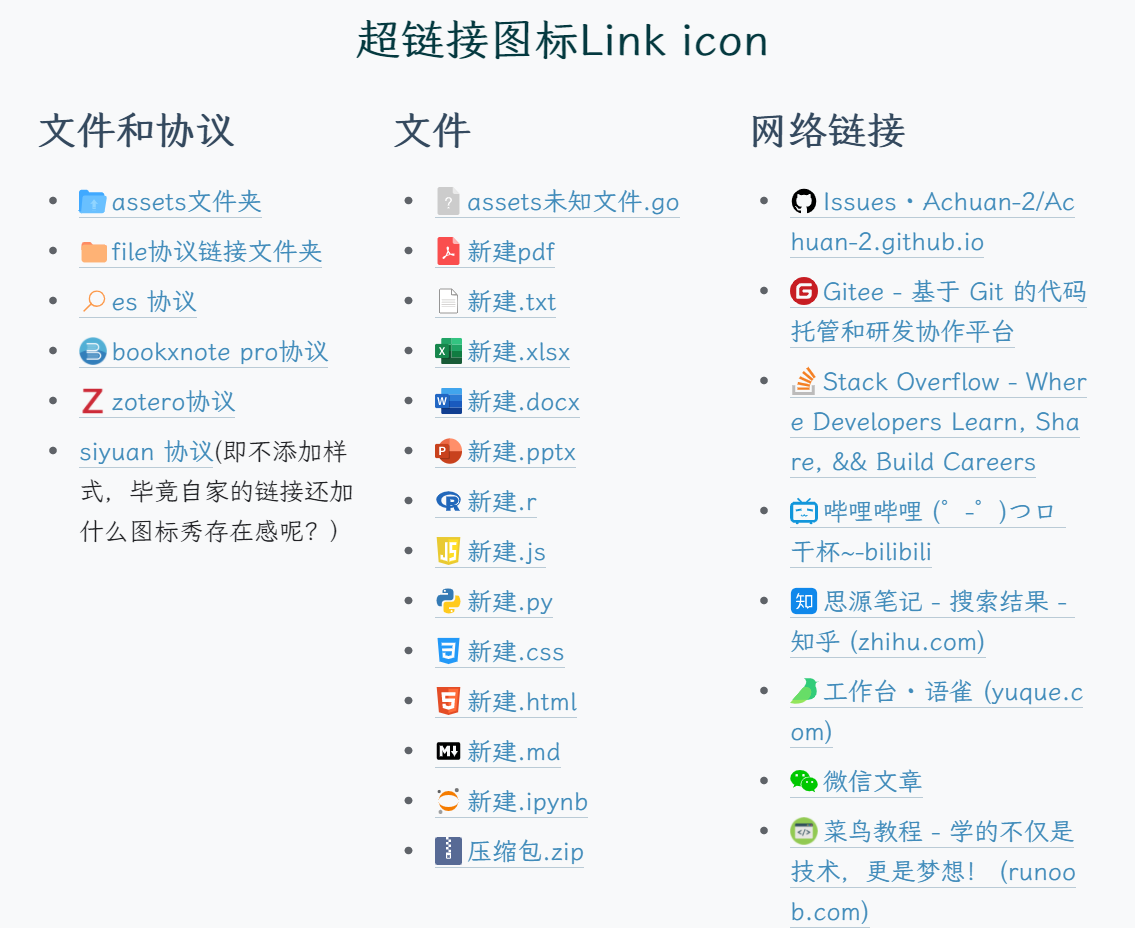 超链接图标Link icon
文件和协议
assets文件夹
file协议链接文件夹
es 协议
bookxnote pro协议
zotero协议
siyuan 协议(即不添加样
式，毕竟自家的链接还加
什么图标秀存在感呢？)
文件
assets未知文件.go
新建pdf
新建.txt
新建.xlsx
新建.docx
新建.pptx
新建.r
新建.js
新建.py
新建.css
新建.html
新建.md
新建.ipynb
压缩包.zip
网络链接
Issues · Achuan-2/Ac
huan-2.github.io
Gitee - 基于 Git 的代码
托管和研发协作平台
Stack Overflow - Wher
e Developers Learn, Sha
re, && Build Careers
哔哩哔哩 (゜-゜)つロ
干杯~-bilibili
知 思源笔记 - 搜索结果 -
知乎 (zhihu.com)
工作台 · 语雀 (yuque.c
om)
微信文章
菜鸟教程 - 学的不仅是
技术，更是梦想！ (runoo
b.com)